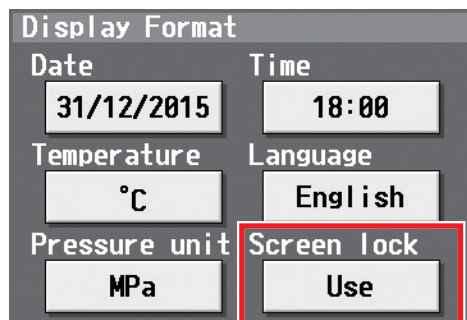 Display Format
Date Time
31/12/2015 18:00
Temperature Language
°C English
Pressure unit Screen lock
MPa Use